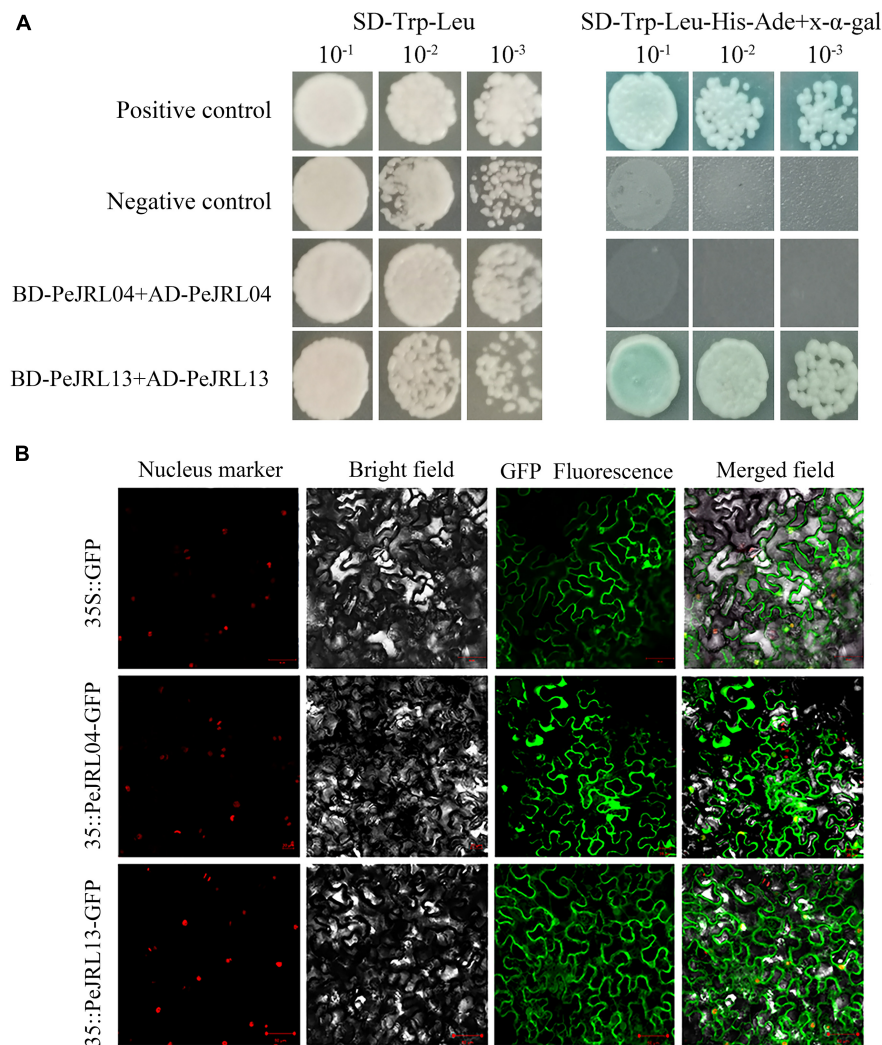 A
SD-Trp-Leu
SD-Trp-Leu-His-Ade+x-α-gal
10-1 10-2 10-3 10-1 10-2 10-3
Positive control
Negative control
BD-PeJRL04+AD-PeJRL04
BD-PeJRL13+AD-PeJRL13
B
Nucleus marker Bright field GFP Fluorescence Merged field
35S::GFP
35::PeJRL04-GFP
35::PeJRL13-GFP